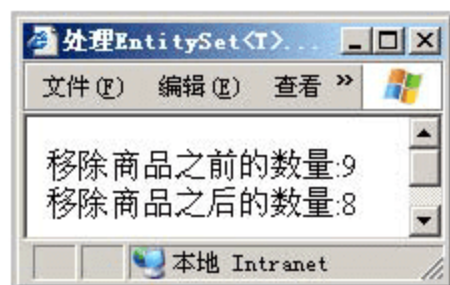 处理EntitySet<T>...
文件(F) 编辑(E) 查看 »
移除商品之前的数量:9
移除商品之后的数量:8
本地 Intranet